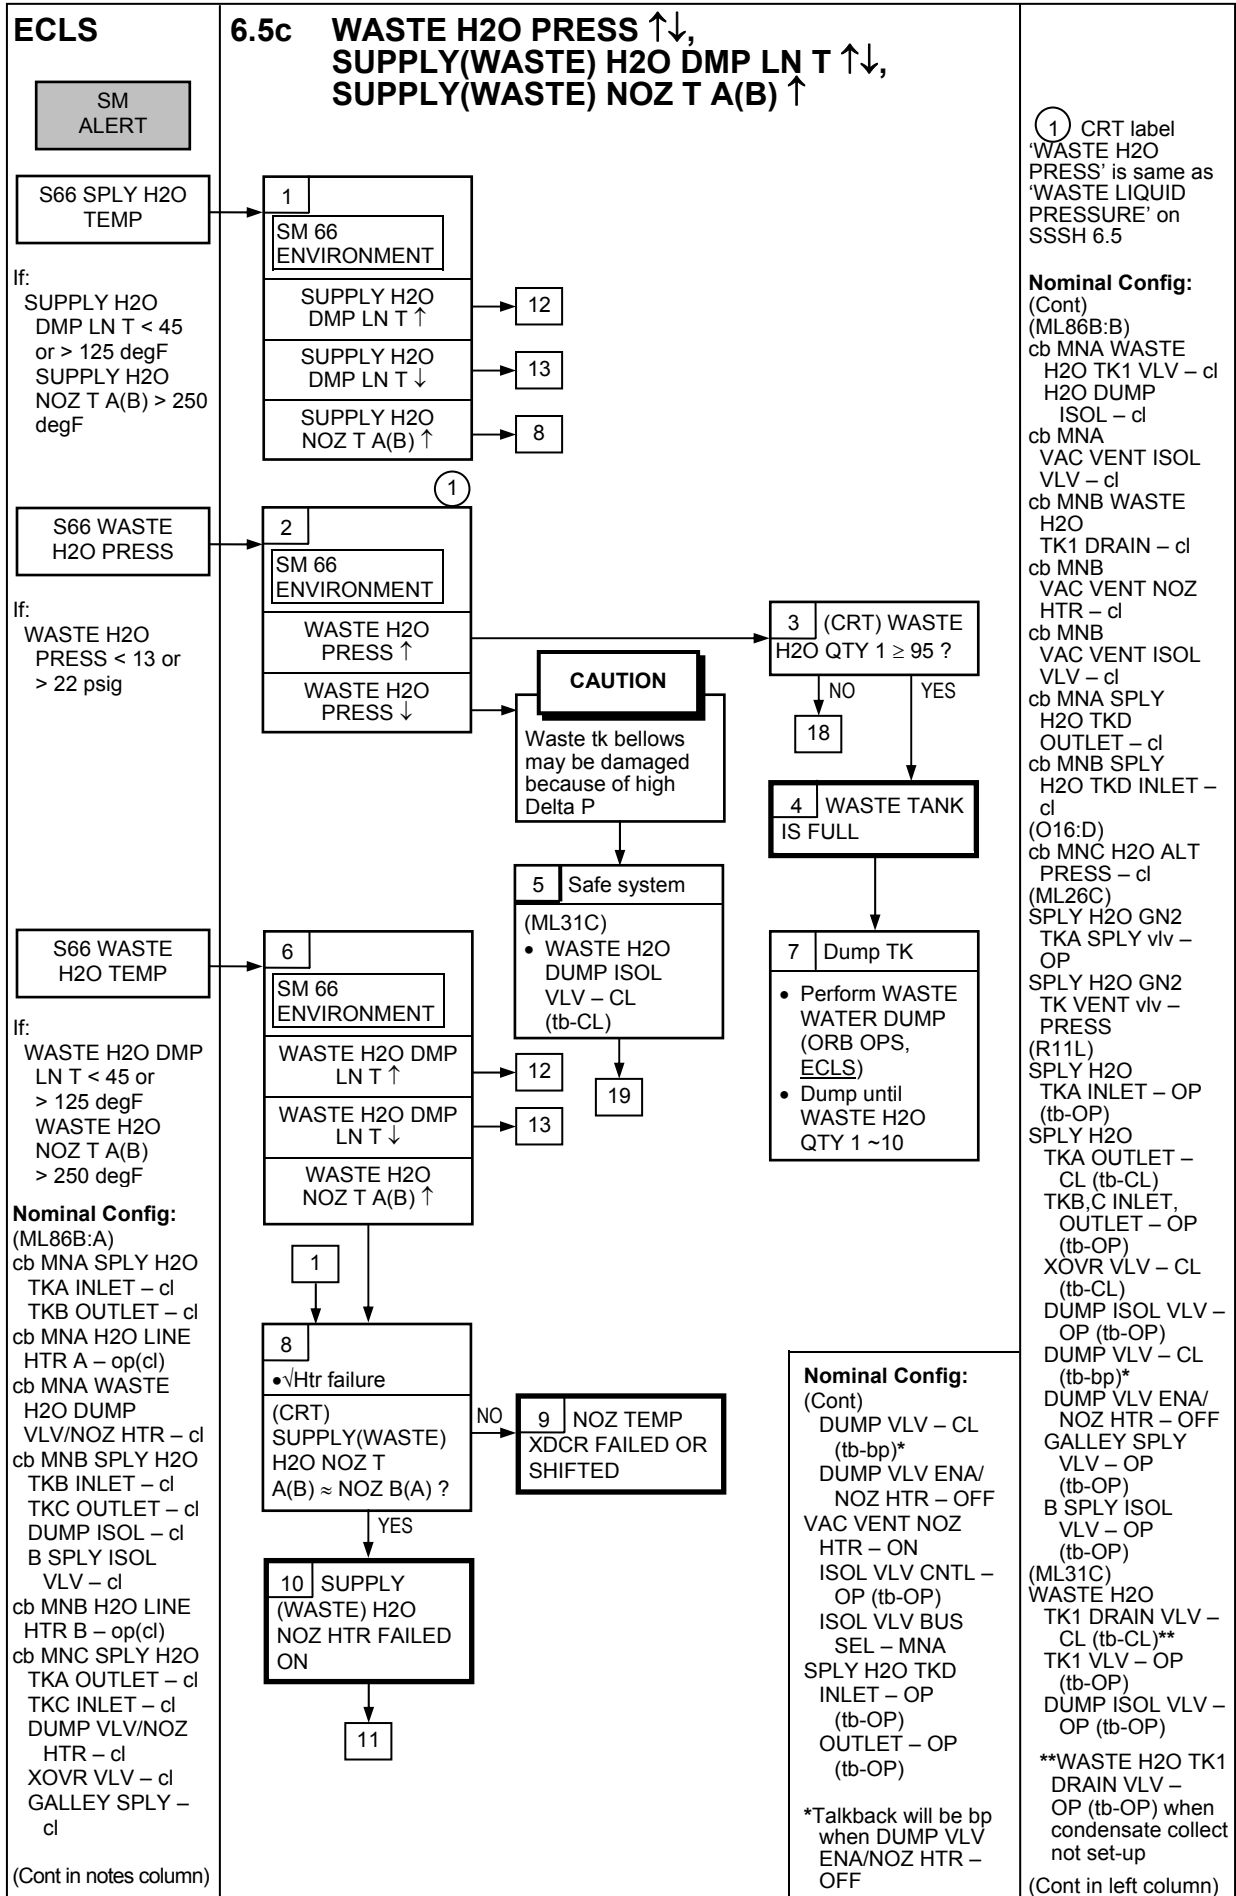 ECLS
SM
ALERT
6.5c WASTE H2O PRESS ↑↓,
SUPPLY(WASTE) H2O DMP LN T ↑↓,
SUPPLY(WASTE) NOZ T A(B) ↑
S66 SPLY H2O
TEMP
If:
SUPPLY H2O
DMP LN T < 45
or > 125 degF
SUPPLY H2O
NOZ T A(B) > 250
degF
S66 WASTE
H2O PRESS
If:
WASTE H2O
PRESS < 13 or
> 22 psig
S66 WASTE
H2O TEMP
If:
WASTE H2O DMP
LN T < 45 or
> 125 degF
WASTE H2O
NOZ T A(B)
> 250 degF
Nominal Config:
(ML86B:A)
cb MNA SPLY H2O
TKA INLET – cl
TKB OUTLET – cl
cb MNA H2O LINE
HTR A – op(cl)
cb MNA WASTE
H2O DUMP
VLV/NOZ HTR – cl
cb MNB SPLY H2O
TKB INLET – cl
TKC OUTLET – cl
DUMP ISOL – cl
B SPLY ISOL
VLV – cl
cb MNB H2O LINE
HTR B – op(cl)
cb MNC SPLY H2O
TKA OUTLET – cl
TKC INLET – cl
DUMP VLV/NOZ
HTR – cl
XOVR VLV – cl
GALLEY SPLY –
cl
(Cont in notes column)
1
SM 66
ENVIRONMENT
SUPPLY H2O
DMP LN T ↑
12
SUPPLY H2O
DMP LN T ↓
13
SUPPLY H2O
NOZ T A(B) ↑
8
1
2
SM 66
ENVIRONMENT
WASTE H2O
PRESS ↑
WASTE H2O
PRESS ↓
3 (CRT) WASTE
H2O QTY 1 ≥ 95 ?
NO
YES
18
CAUTION
Waste tk bellows
may be damaged
because of high
Delta P
4 WASTE TANK
IS FULL
5 Safe system
(ML31C)
• WASTE H2O
DUMP ISOL
VLV – CL
(tb-CL)
19
7 Dump TK
• Perform WASTE
WATER DUMP
(ORB OPS,
ECLS)
• Dump until
WASTE H2O
QTY 1 ~10
6
SM 66
ENVIRONMENT
WASTE H2O DMP
LN T ↑
12
WASTE H2O DMP
LN T ↓
13
WASTE H2O
NOZ T A(B) ↑
1
8
•√Htr failure
(CRT)
SUPPLY(WASTE)
H2O NOZ T
A(B) ≈ NOZ B(A) ?
NO
9 NOZ TEMP
XDCR FAILED OR
SHIFTED
YES
10 SUPPLY
(WASTE) H2O
NOZ HTR FAILED
ON
11
Nominal Config:
(Cont)
DUMP VLV – CL
(tb-bp)*
DUMP VLV ENA/
NOZ HTR – OFF
VAC VENT NOZ
HTR – ON
ISOL VLV CNTL –
OP (tb-OP)
ISOL VLV BUS
SEL – MNA
SPLY H2O TKD
INLET – OP
(tb-OP)
OUTLET – OP
(tb-OP)
*Talkback will be bp
when DUMP VLV
ENA/NOZ HTR –
OFF
1 CRT label
‘WASTE H2O
PRESS’ is same as
‘WASTE LIQUID
PRESSURE’ on
SSSH 6.5
Nominal Config:
(Cont)
(ML86B:B)
cb MNA WASTE
H2O TK1 VLV – cl
H2O DUMP
ISOL – cl
cb MNA
VAC VENT ISOL
VLV – cl
cb MNB WASTE
H2O
TK1 DRAIN – cl
cb MNB
VAC VENT NOZ
HTR – cl
cb MNB
VAC VENT ISOL
VLV – cl
cb MNA SPLY
H2O TKD
OUTLET – cl
cb MNB SPLY
H2O TKD INLET –
cl
(O16:D)
cb MNC H2O ALT
PRESS – cl
(ML26C)
SPLY H2O GN2
TKA SPLY vlv –
OP
SPLY H2O GN2
TK VENT vlv –
PRESS
(R11L)
SPLY H2O
TKA INLET – OP
(tb-OP)
SPLY H2O
TKA OUTLET –
CL (tb-CL)
TKB,C INLET,
OUTLET – OP
(tb-OP)
XOVR VLV – CL
(tb-CL)
DUMP ISOL VLV –
OP (tb-OP)
DUMP VLV – CL
(tb-bp)*
DUMP VLV ENA/
NOZ HTR – OFF
GALLEY SPLY
VLV – OP
(tb-OP)
B SPLY ISOL
VLV – OP
(tb-OP)
(ML31C)
WASTE H2O
TK1 DRAIN VLV –
CL (tb-CL)**
TK1 VLV – OP
(tb-OP)
DUMP ISOL VLV –
OP (tb-OP)
**WASTE H2O TK1
DRAIN VLV –
OP (tb-OP) when
condensate collect
not set-up
(Cont in left column)